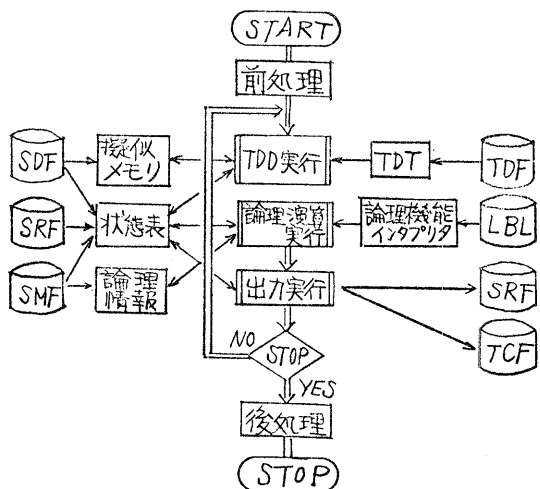 START
前処理
SDF
擬似
メモリ
TDD実行
TDT
TDF
SRF
状態表
論理演算
実行
論理機能
インタプリタ
LBL
SMF
論理
情報
出力実行
SRF
NO
STOP
TCF
YES
後処理
STOP